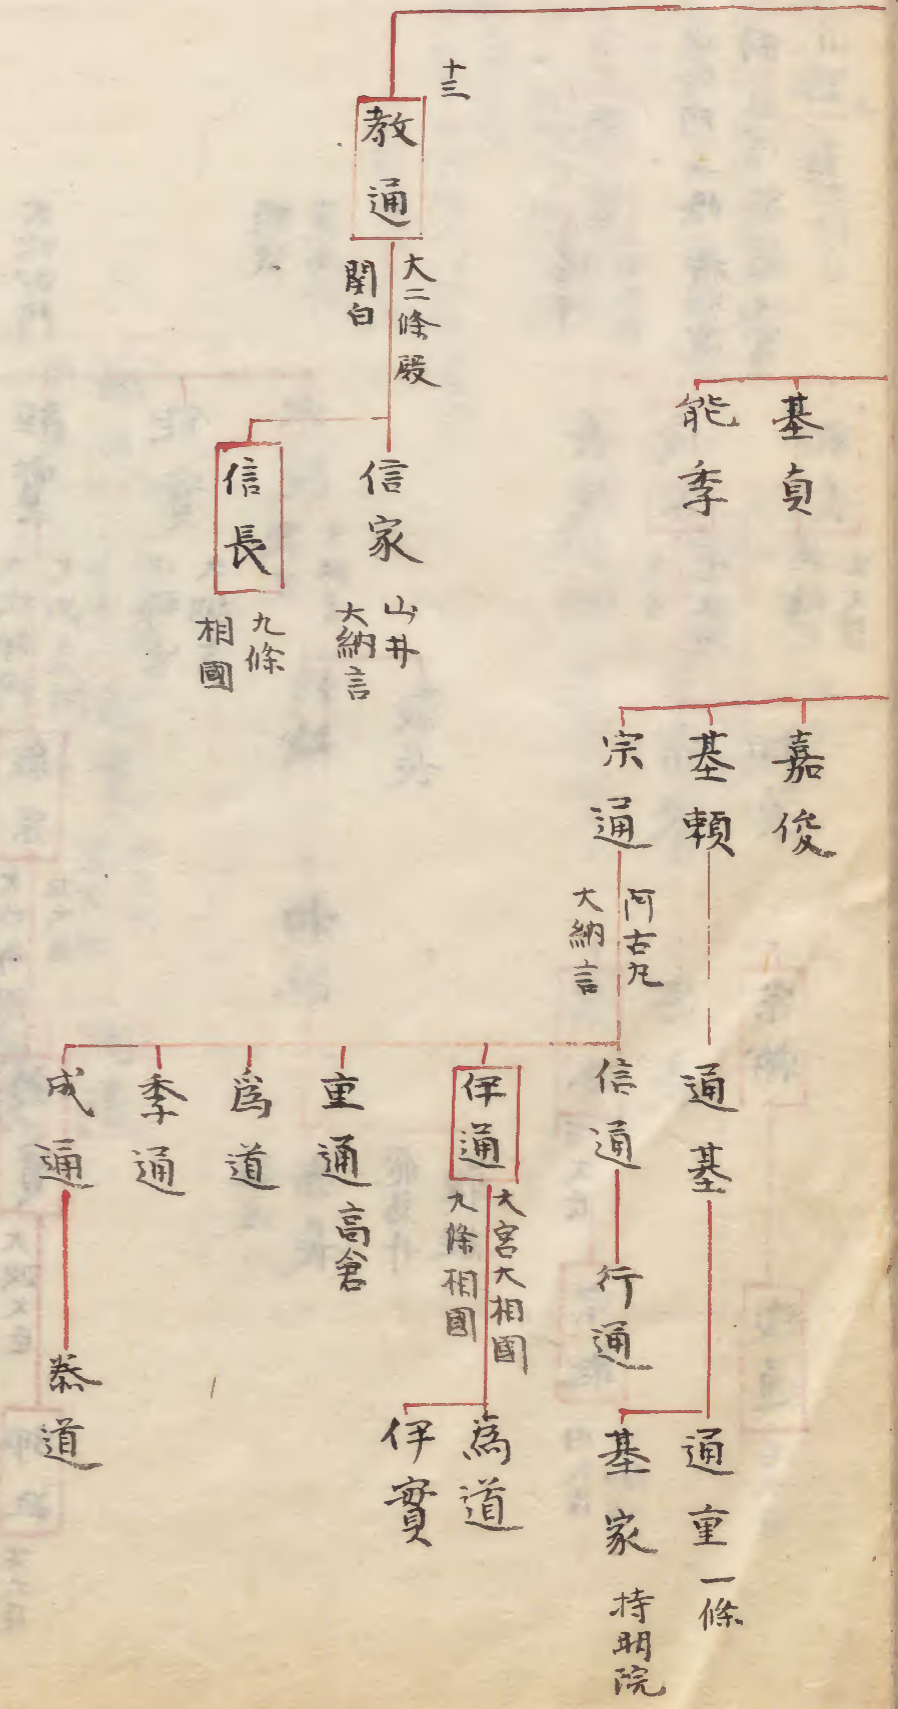 基貞
能季
十三
教通
大二條殿
関白
信家
山井
大納言
信長
九條
相國
嘉俊
基頼
宗通
阿古丸
大納言
通基
信通
行通
伊通
大宮大相國
九條相國
重通
高倉
爲道
季通
成通
通重
一條
基家
持明院
爲道
伊實
泰道